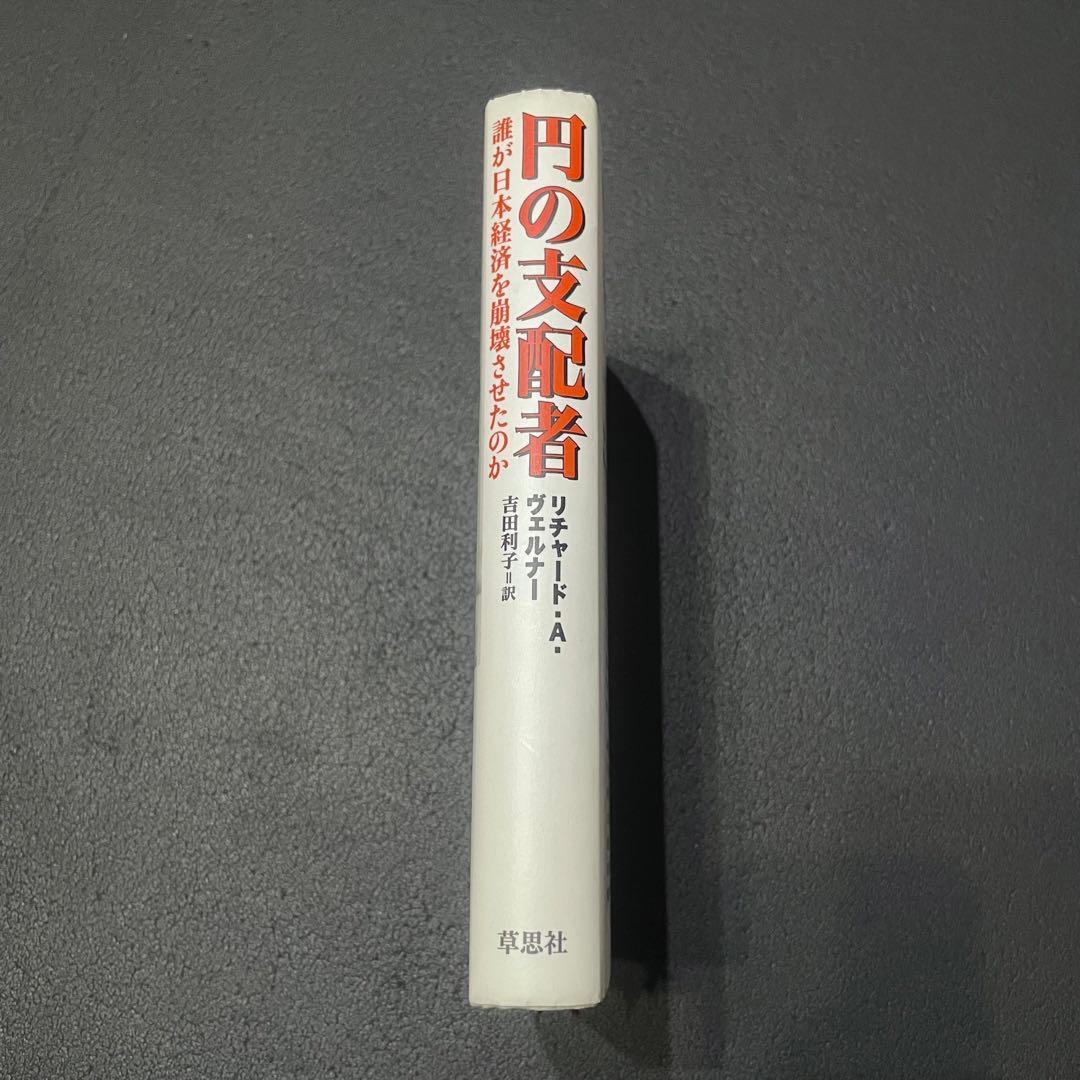 円の支配者
誰が日本経済を崩壊させたのか
リチャード・A・
ヴェルナー
吉田利子=訳
草思社